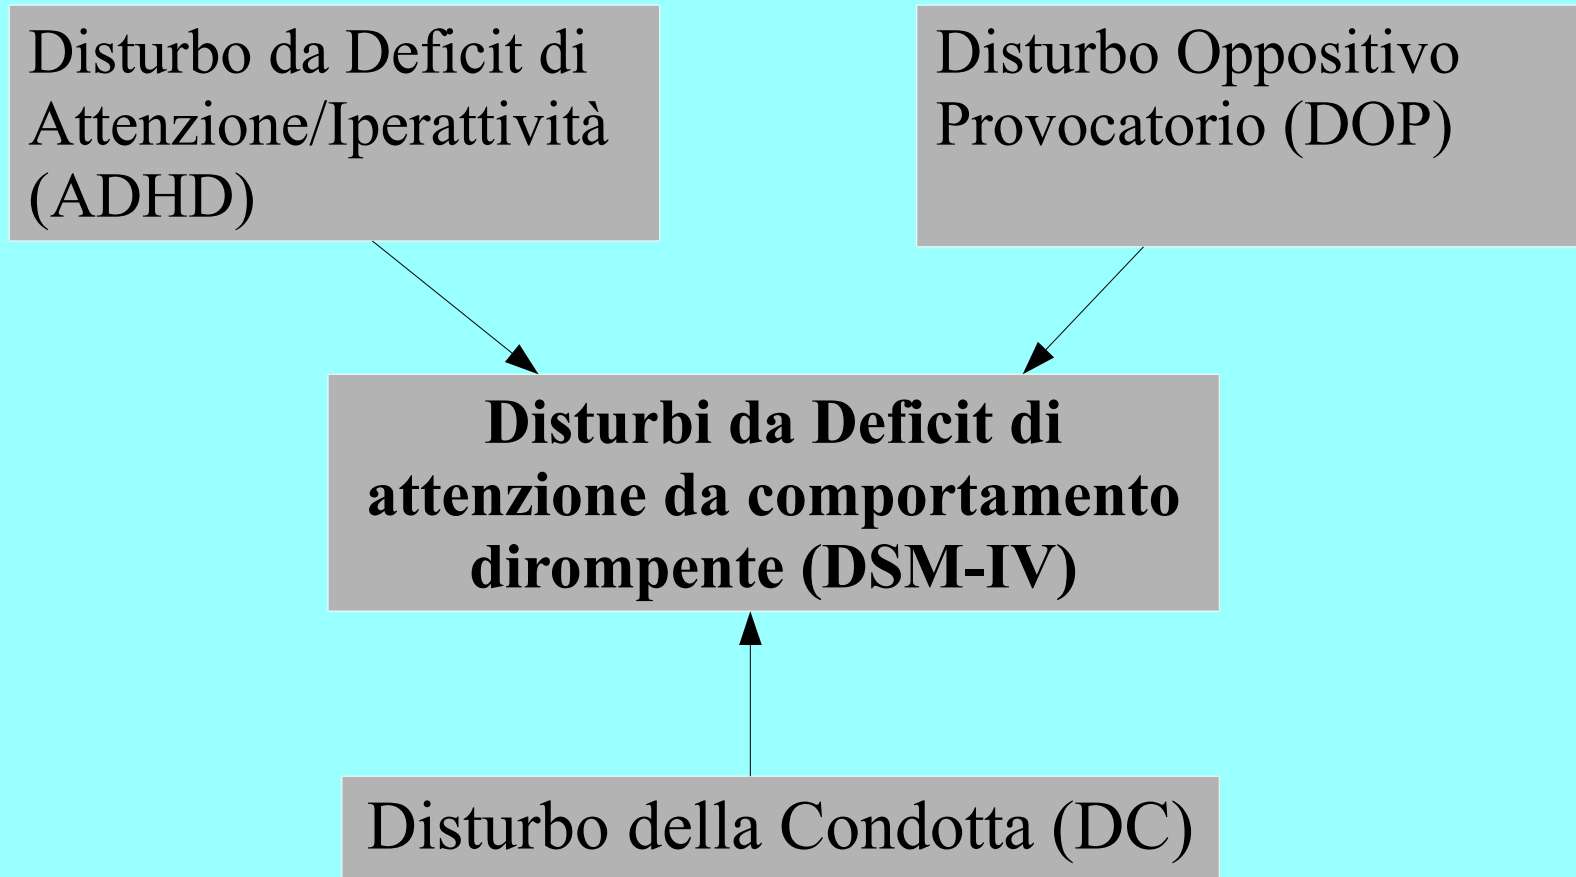 Disturbo da Deficit di
Attenzione/Iperattività
(ADHD)
Disturbo Oppositivo
Provocatorio (DOP)
Disturbi da Deficit di
attenzione da comportamento
dirompente (DSM-IV)
Disturbo della Condotta (DC)